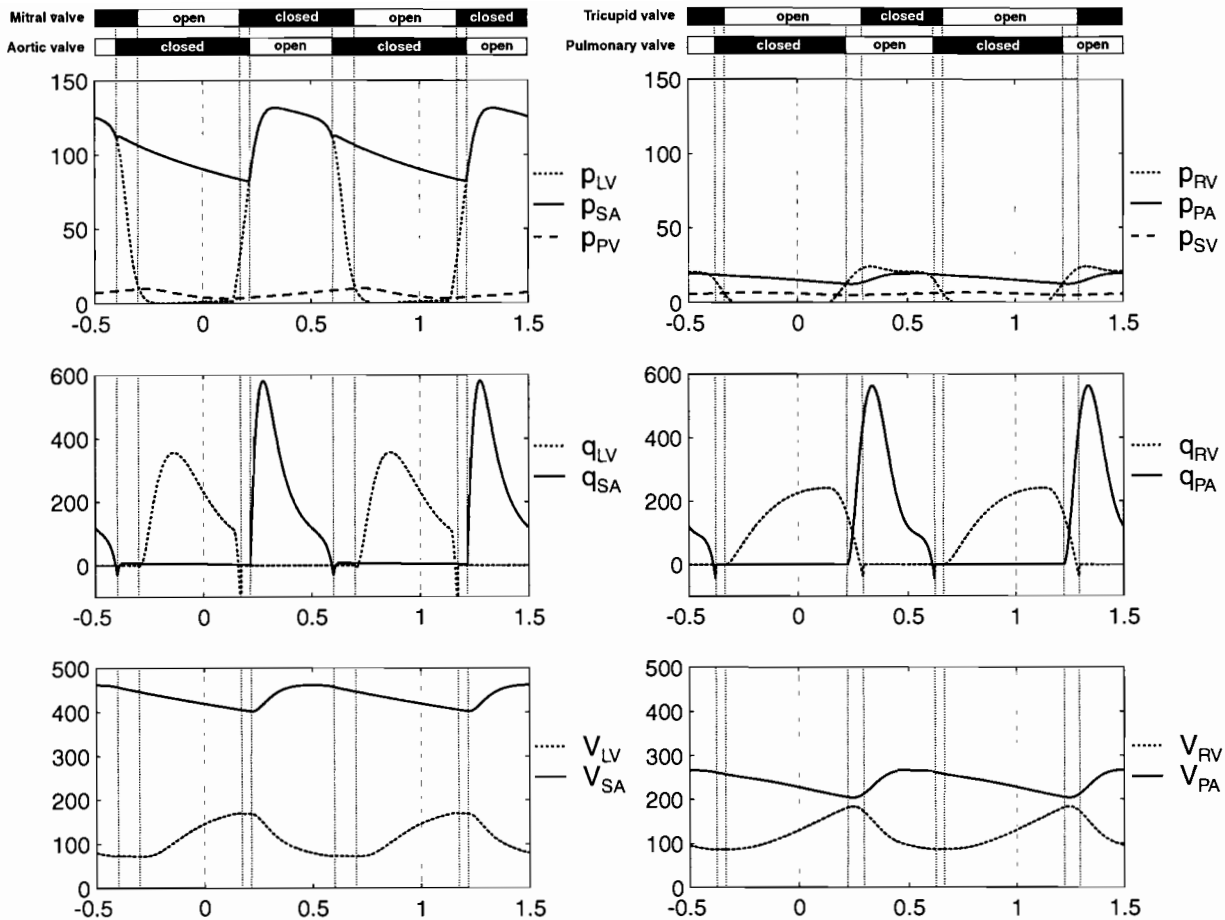 Mitral valve open closed open closed
Aortic valve closed open closed open
150
100
50
0
-0.5 0 0.5 1 1.5
pLV
pSA
pPV
600
400
200
0
-0.5 0 0.5 1 1.5
qLV
qSA
500
400
300
200
100
0
-0.5 0 0.5 1 1.5
VLV
VSA
Tricupid valve open closed open
Pulmonary valve closed open closed open
150
100
50
0
-0.5 0 0.5 1 1.5
pRV
pPA
pSV
600
400
200
0
-0.5 0 0.5 1 1.5
qRV
qPA
500
400
300
200
100
0
-0.5 0 0.5 1 1.5
VRV
VPA